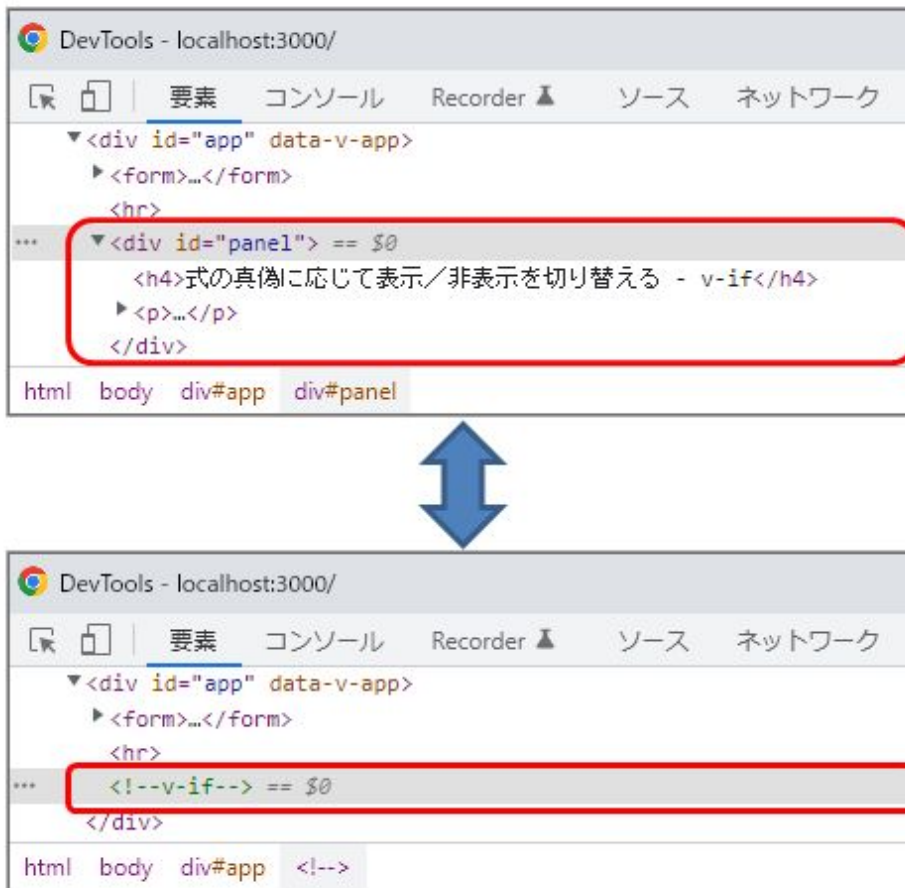 DevTools - localhost:3000/
要素 コンソール Recorder ソース ネットワーク
▼<div id="app" data-v-app>
▶<form>…</form>
<hr>
… ▼<div id="panel"> == $0
<h4>式の真偽に応じて表示／非表示を切り替える - v-if</h4>
▶<p>…</p>
</div>
html body div#app div#panel
DevTools - localhost:3000/
要素 コンソール Recorder ソース ネットワーク
▼<div id="app" data-v-app>
▶<form>…</form>
<hr>
… <!--v-if--> == $0
</div>
html body div#app <!-->